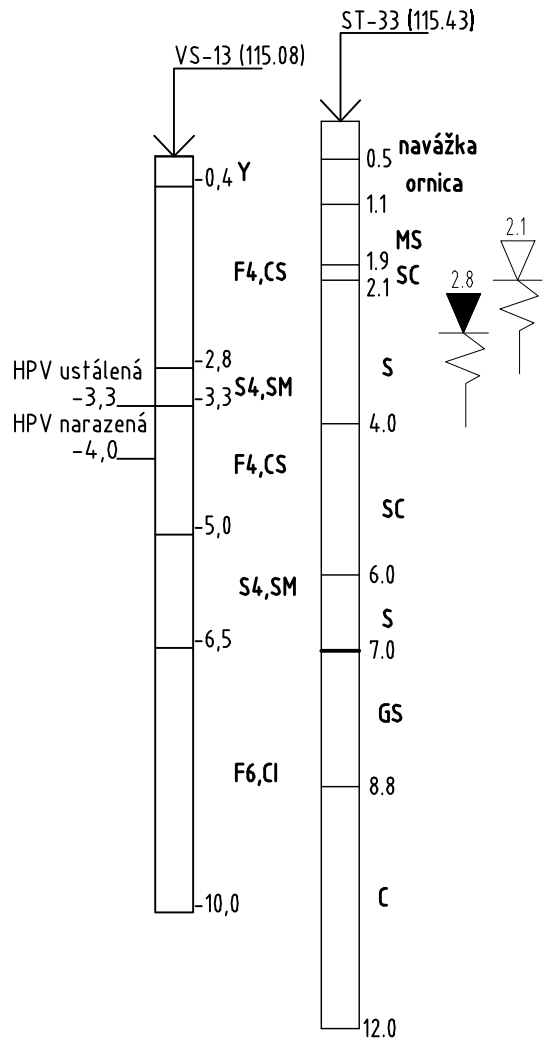 VS-13 (115.08)
-0,4 Y
F4,CS
-2,8
HPV ustálená
-3,3
-3,3 S4,SM
HPV narazená
-4,0
F4,CS
-5,0
S4,SM
-6,5
F6,CI
-10,0
ST-33 (115.43)
navážka
0.5
ornica
1.1
MS
1.9
SC
2.1
S
4.0
SC
6.0
S
7.0
GS
8.8
C
12.0
2.8
2.1